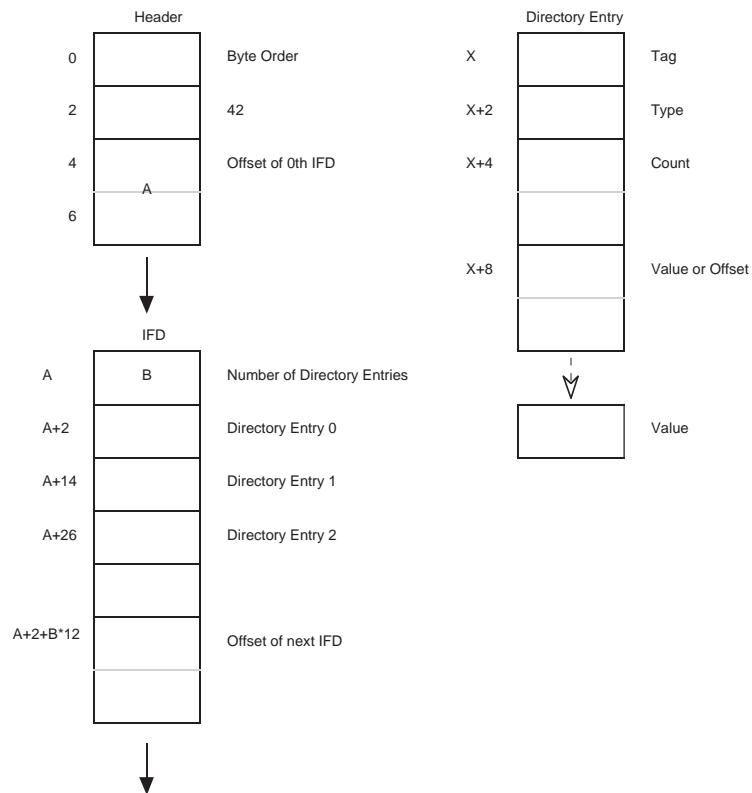 Header
0 Byte Order
2 42
4 Offset of 0th IFD
A
6
IFD
A B Number of Directory Entries
A+2 Directory Entry 0
A+14 Directory Entry 1
A+26 Directory Entry 2
A+2+B*12 Offset of next IFD
Directory Entry
X Tag
X+2 Type
X+4 Count
X+8 Value or Offset
Value